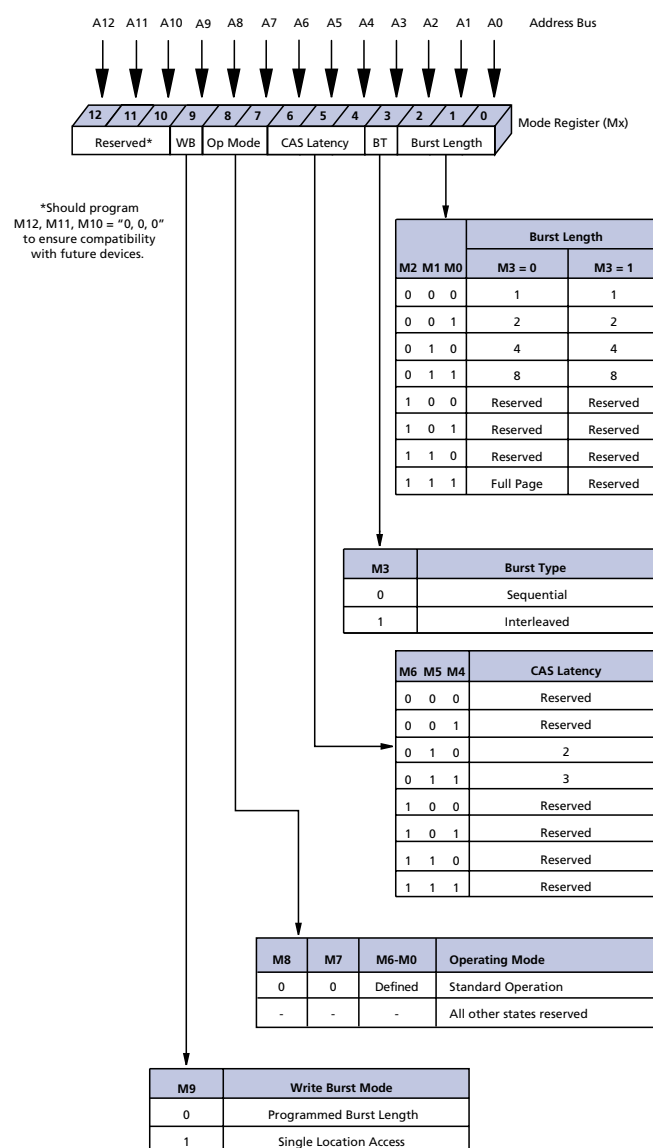 A12 A11 A10 A9 A8 A7 A6 A5 A4 A3 A2 A1 A0 Address Bus
12 11 10 9 8 7 6 5 4 3 2 1 0
Mode Register (Mx)
Reserved* WB Op Mode CAS Latency BT Burst Length
*Should program
M12, M11, M10 = “0, 0, 0”
to ensure compatibility
with future devices.
Burst Length
M2 M1 M0 M3 = 0 M3 = 1
0 0 0 1 1
0 0 1 2 2
0 1 0 4 4
0 1 1 8 8
1 0 0 Reserved Reserved
1 0 1 Reserved Reserved
1 1 0 Reserved Reserved
1 1 1 Full Page Reserved
M3 Burst Type
0 Sequential
1 Interleaved
M6 M5 M4 CAS Latency
0 0 0 Reserved
0 0 1 Reserved
0 1 0 2
0 1 1 3
1 0 0 Reserved
1 0 1 Reserved
1 1 0 Reserved
1 1 1 Reserved
M8 M7 M6-M0 Operating Mode
0 0 Defined Standard Operation
- - - All other states reserved
M9 Write Burst Mode
0 Programmed Burst Length
1 Single Location Access